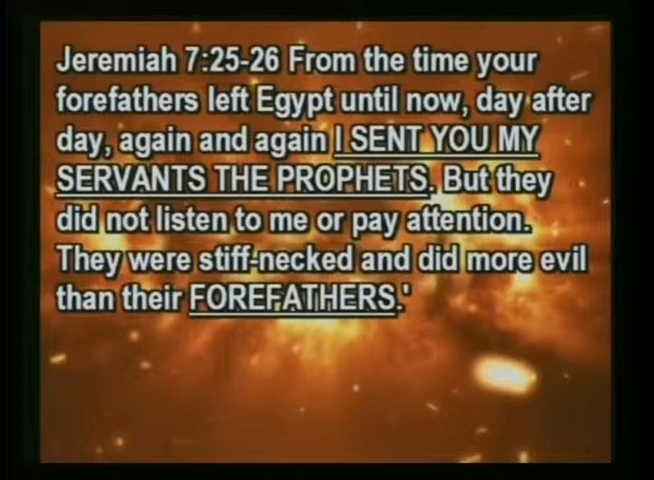 Jeremiah 7:25-26 From the time your
forefathers left Egypt until now, day after
day, again and again I SENT YOU MY
SERVANTS THE PROPHETS. But they
did not listen to me or pay attention.
They were stiff-necked and did more evil
than their FOREFATHERS.'